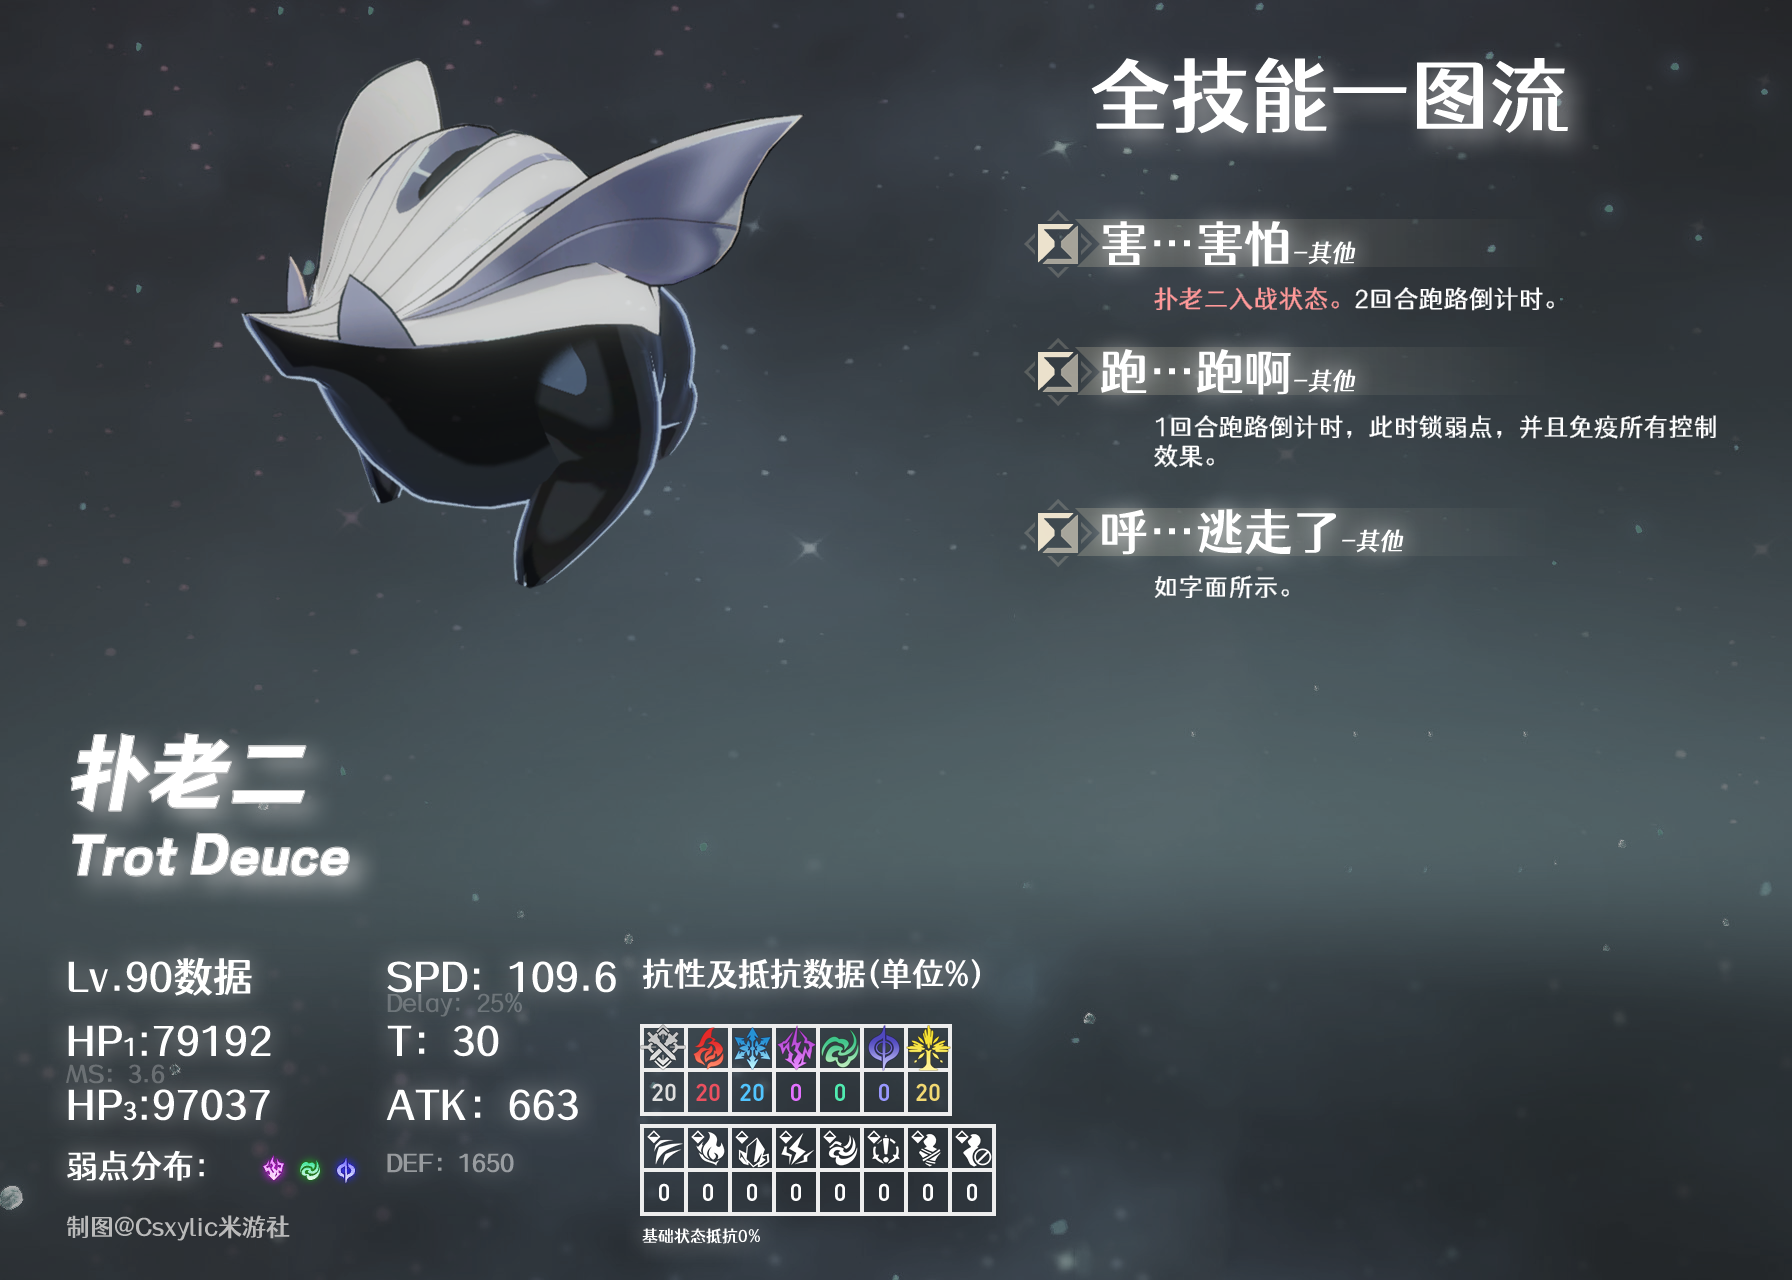 全技能一图流
害…害怕-其他
扑老二入战状态。2回合跑路倒计时。
跑…跑啊-其他
1回合跑路倒计时，此时锁弱点，并且免疫所有控制
效果。
呼…逃走了-其他
如字面所示。
扑老二
Trot Deuce
Lv.90数据
HP1:79192
MS: 3.6
HP3:97037
弱点分布：
制图@Csxylic米游社
SPD: 109.6
Delay: 25%
T: 30
ATK: 663
DEF: 1650
抗性及抵抗数据(单位%)
20 20 20 0 0 0 20
0 0 0 0 0 0 0 0
基础状态抵抗0%